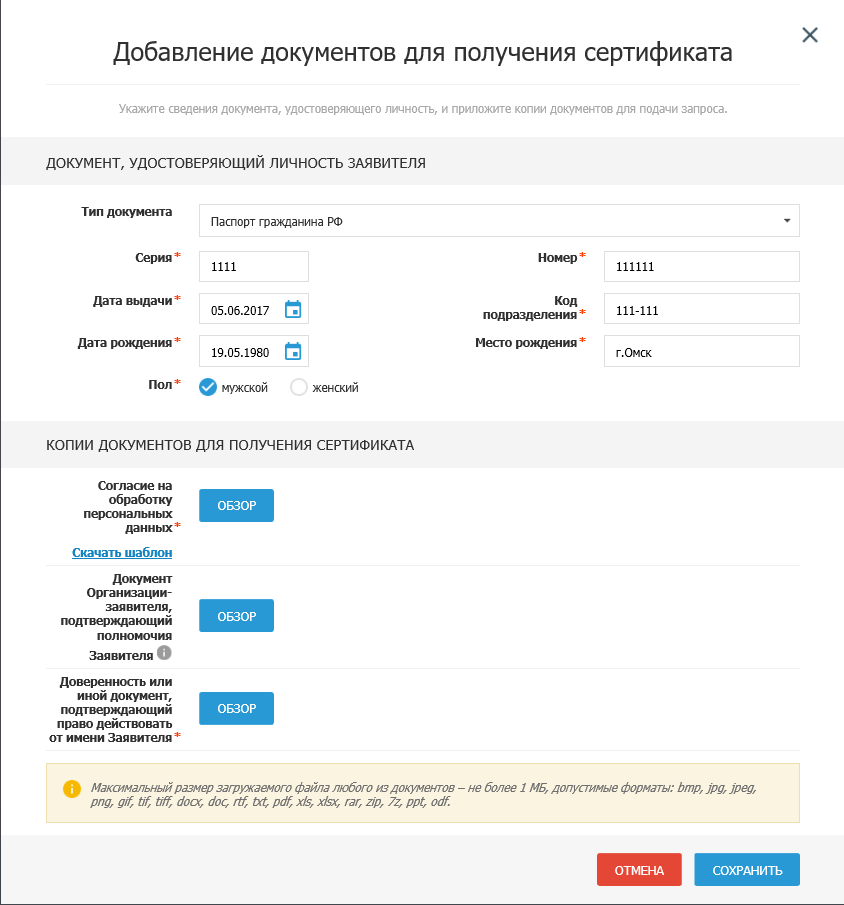 Добавление документов для получения сертификата
Укажите сведения документа, удостоверяющего личность, и приложите копии документов для подачи запроса.
ДОКУМЕНТ, УДОСТОВЕРЯЮЩИЙ ЛИЧНОСТЬ ЗАЯВИТЕЛЯ
Тип документа
Паспорт гражданина РФ
Серия*
1111
Номер*
111111
Дата выдачи*
05.06.2017
Код
подразделения*
111-111
Дата рождения*
19.05.1980
Место рождения*
г.Омск
Пол*
мужской
женский
КОПИИ ДОКУМЕНТОВ ДЛЯ ПОЛУЧЕНИЯ СЕРТИФИКАТА
Согласие на
обработку
персональных
данных*
ОБЗОР
Скачать шаблон
Документ
Организации-
заявителя,
подтверждающий
полномочия
Заявителя
ОБЗОР
Доверенность или
иной документ,
подтверждающий
право действовать
от имени Заявителя*
ОБЗОР
Максимальный размер загружаемого файла любого из документов – не более 1 МБ, допустимые форматы: bmp, jpg, jpeg,
png, gif, tif, tiff, docx, doc, rtf, txt, pdf, xls, xlsx, rar, zip, 7z, ppt, odf.
ОТМЕНА
СОХРАНИТЬ